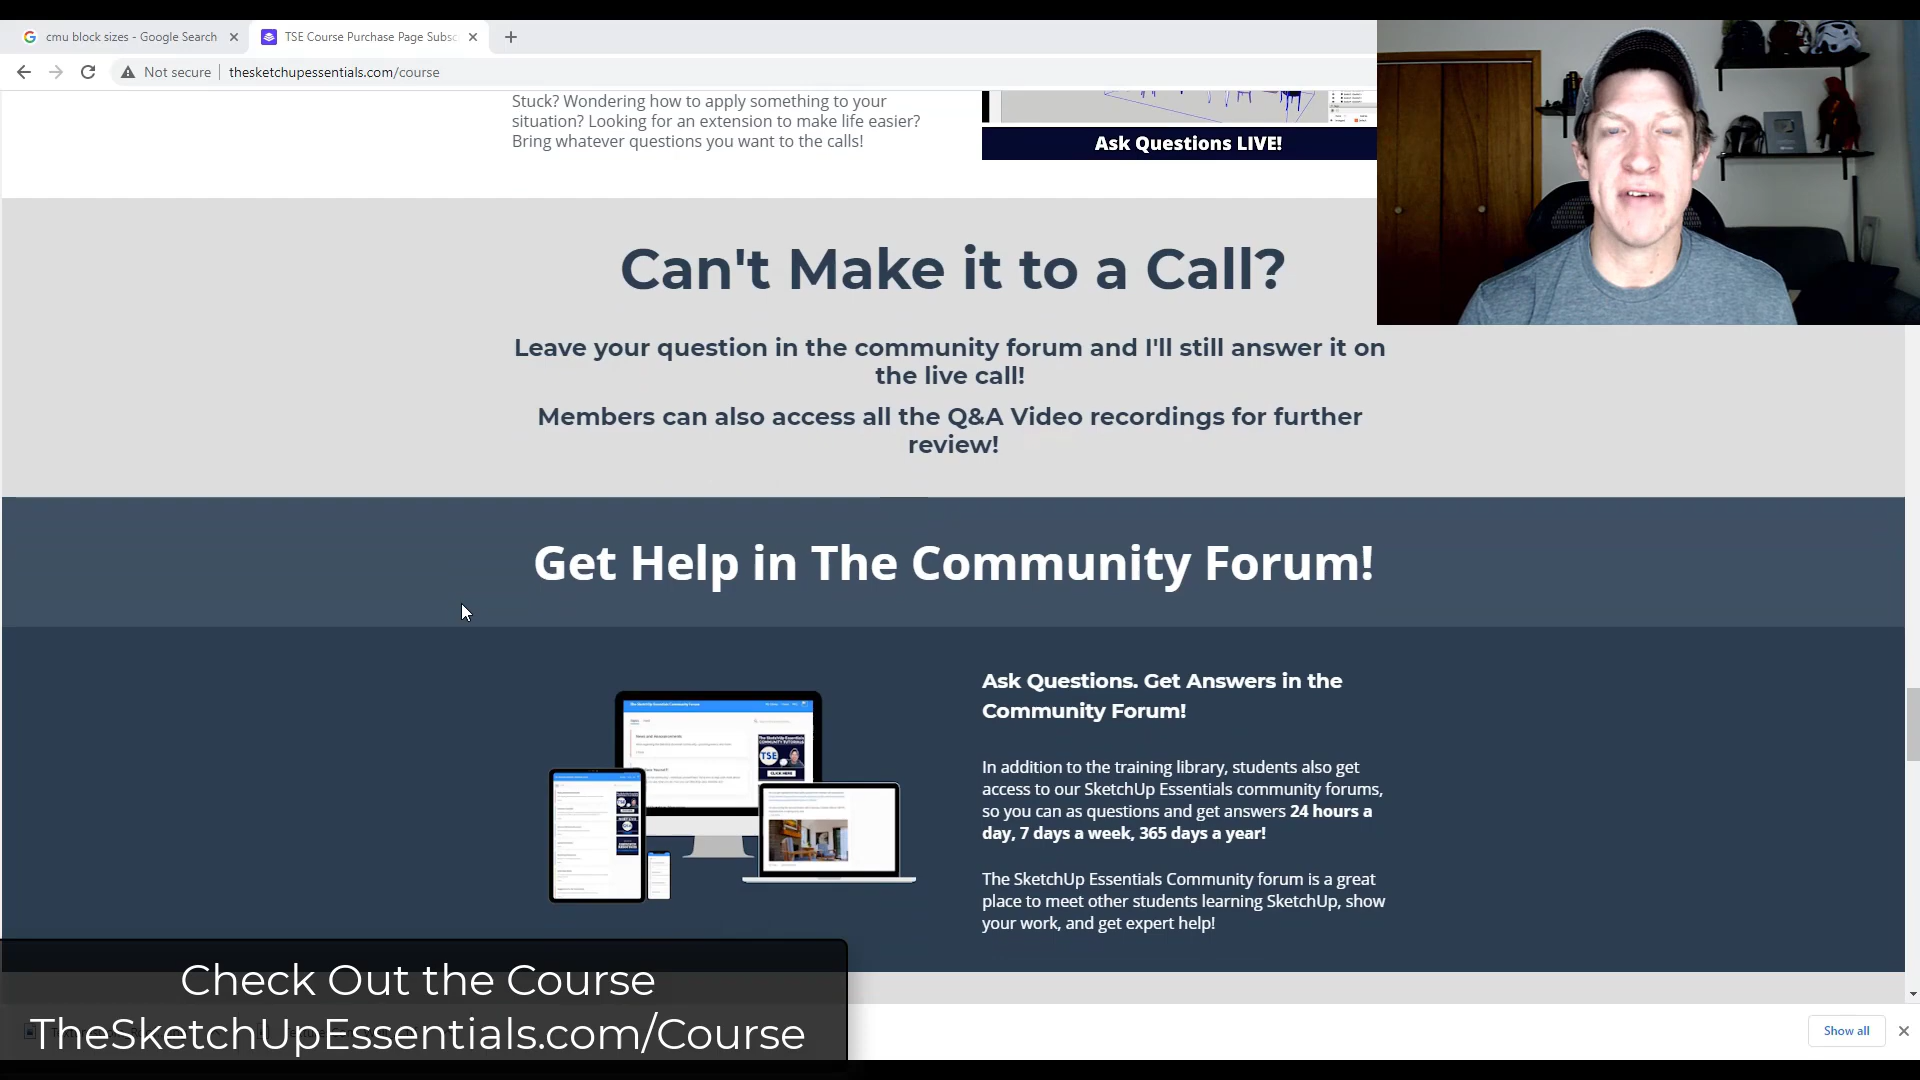 cmu block sizes - Google Search
TSE Course Purchase Page Subsc
Not secure
thesketchupessentials.com/course
Stuck? Wondering how to apply something to your
situation? Looking for an extension to make life easier?
Bring whatever questions you want to the calls!
Ask Questions LIVE!
Can't Make it to a Call?
Leave your question in the community forum and I'll still answer it on
the live call!
Members can also access all the Q&A Video recordings for further
review!
Get Help in The Community Forum!
Ask Questions. Get Answers in the
Community Forum!
In addition to the training library, students also get
access to our SketchUp Essentials community forums,
so you can as questions and get answers 24 hours a
day, 7 days a week, 365 days a year!
The SketchUp Essentials Community forum is a great
place to meet other students learning SketchUp, show
your work, and get expert help!
TSE
CLICK HERE
Check Out the Course
TheSketchUpEssentials.com/Course
Show all